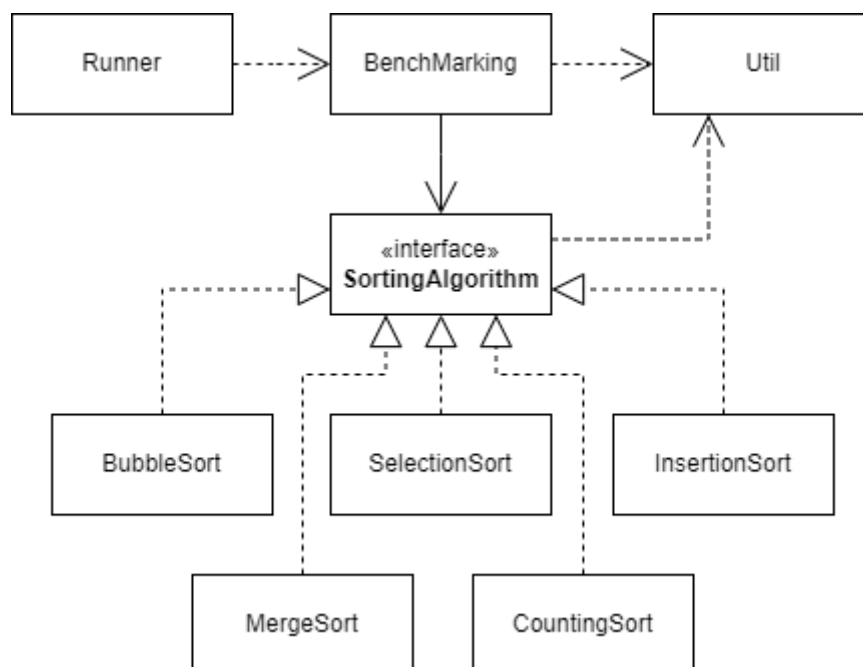 Runner
BenchMarking
Util
«interface»
SortingAlgorithm
BubbleSort
SelectionSort
InsertionSort
MergeSort
CountingSort